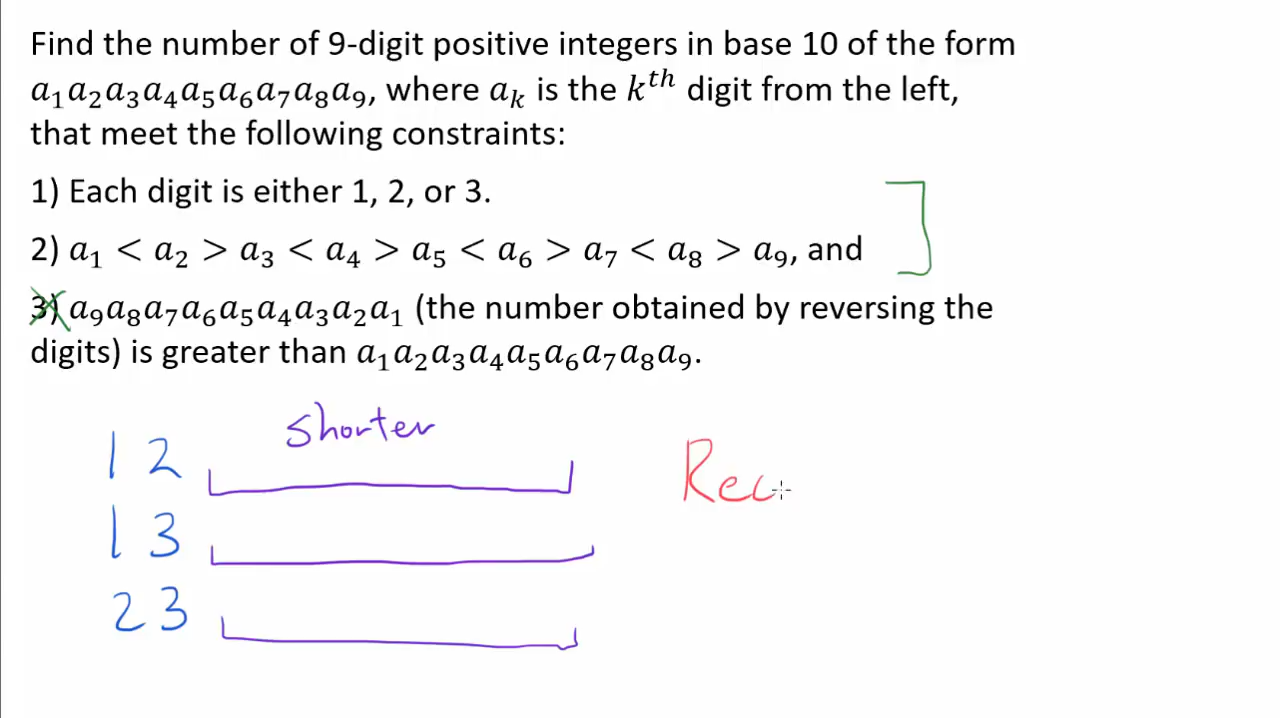 Find the number of 9-digit positive integers in base 10 of the form
a₁a₂a₃a₄a₅a₆a₇a₈a₉, where aₖ is the kᵗʰ digit from the left,
that meet the following constraints:
1) Each digit is either 1, 2, or 3.
2) a₁ < a₂ > a₃ < a₄ > a₅ < a₆ > a₇ < a₈ > a₉, and
3) a₉a₈a₇a₆a₅a₄a₃a₂a₁ (the number obtained by reversing the
digits) is greater than a₁a₂a₃a₄a₅a₆a₇a₈a₉.
shorter
1 2
Rec
1 3
2 3